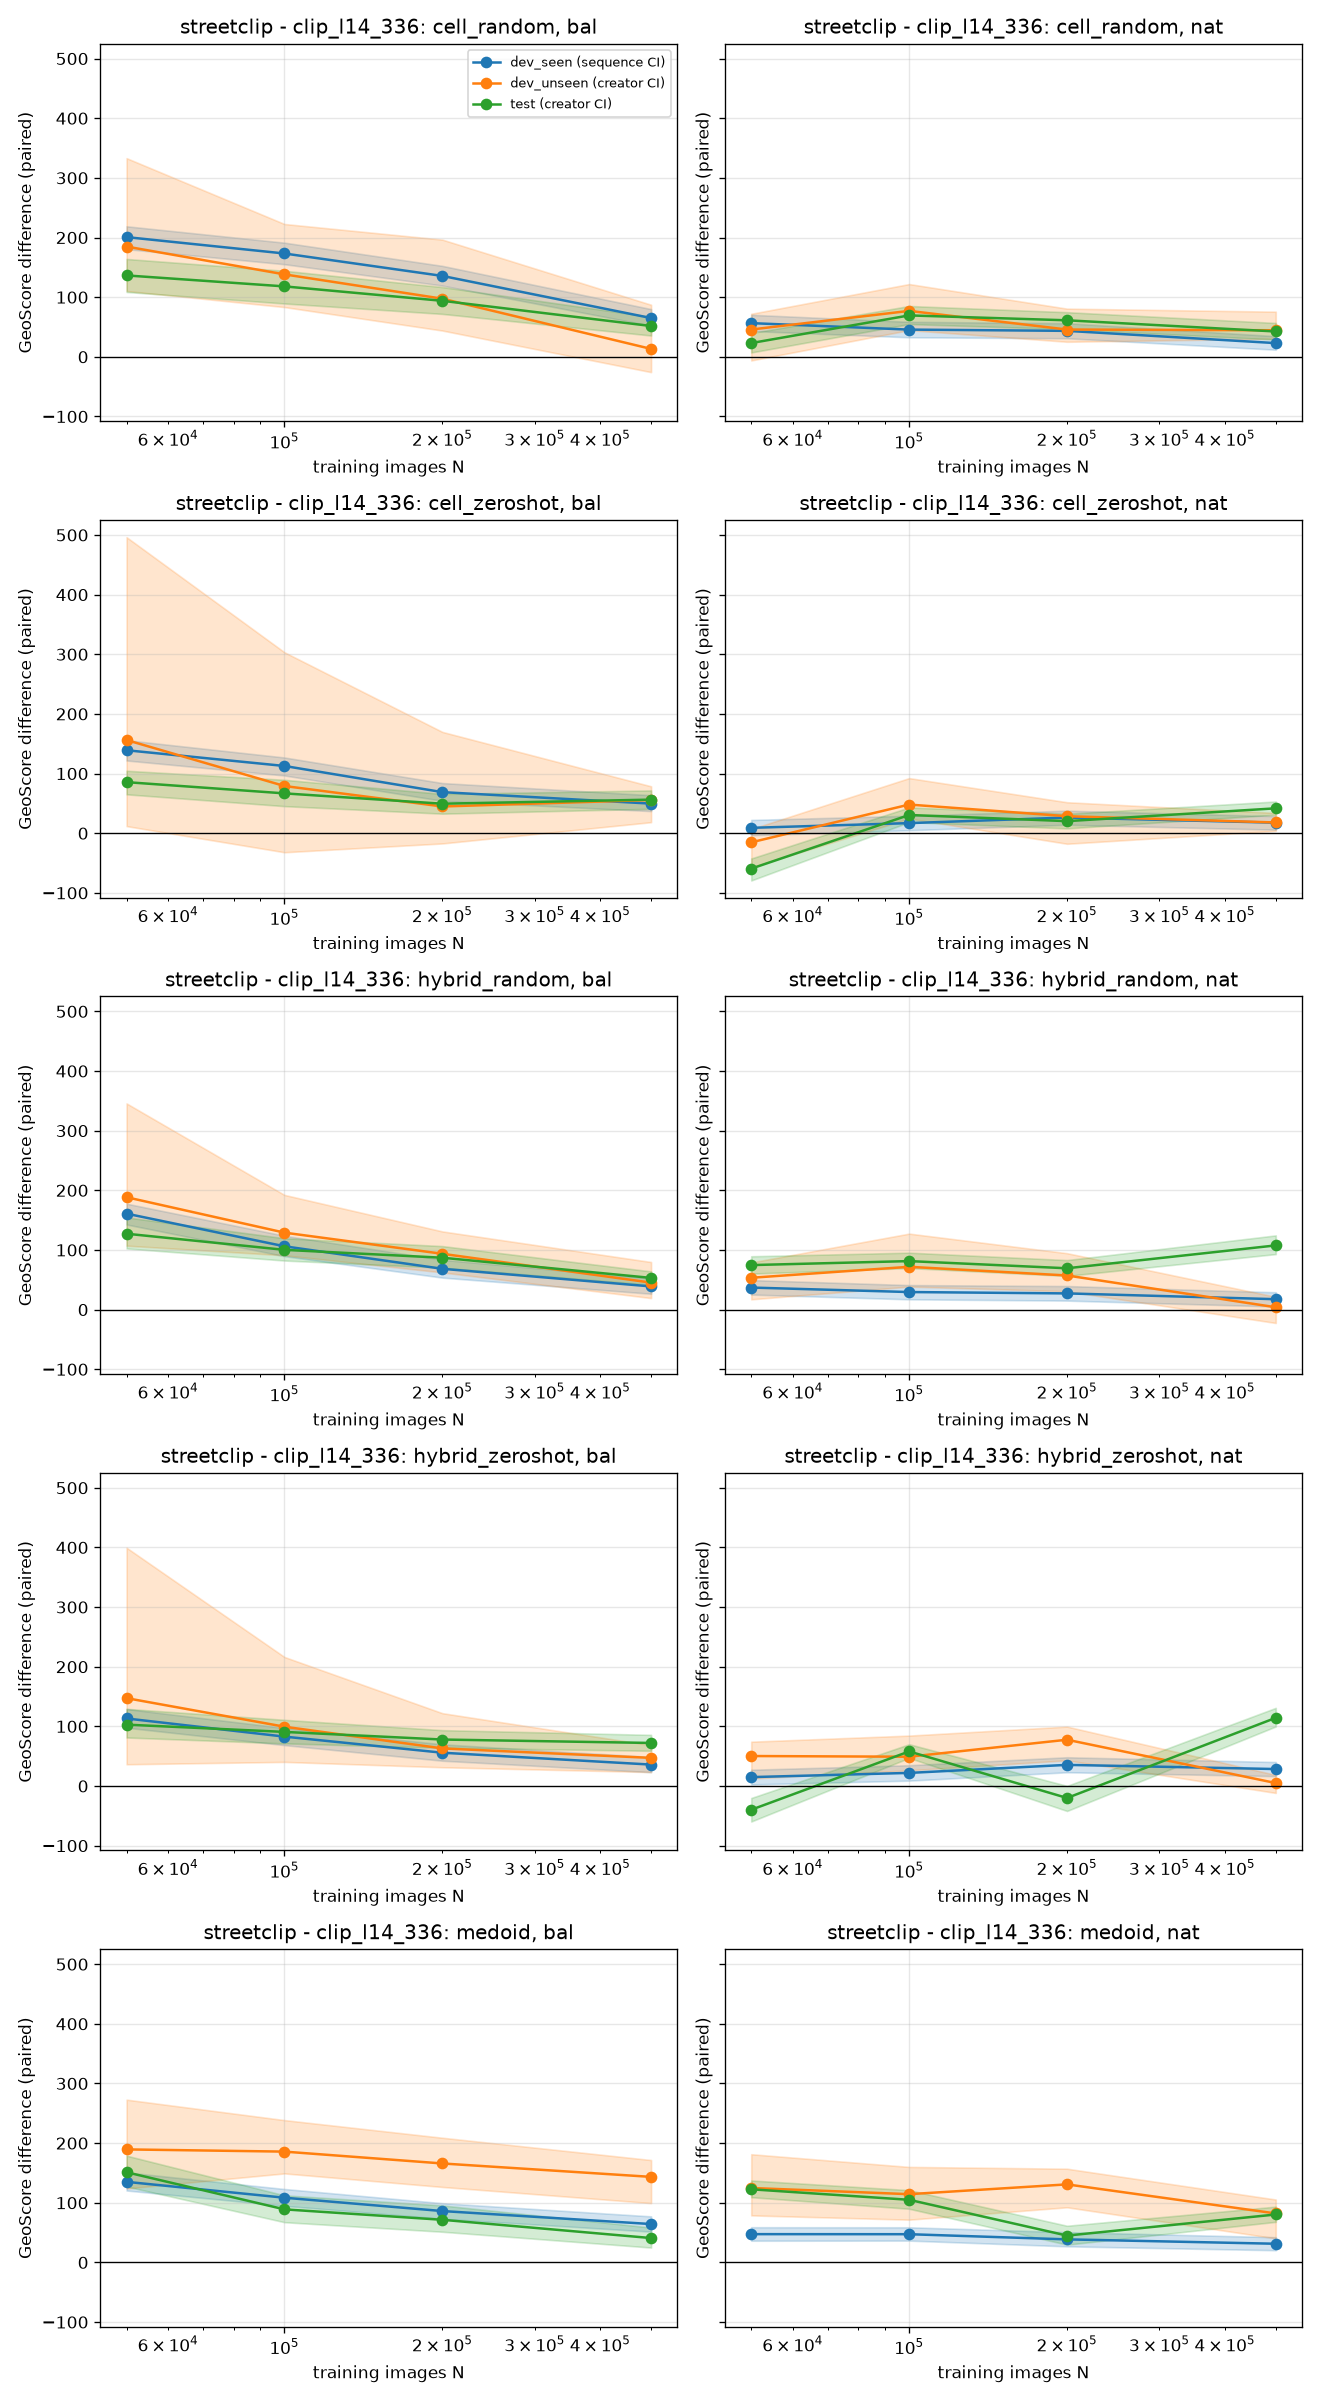 streetclip - clip_l14_336: cell_random, bal
streetclip - clip_l14_336: cell_random, nat
500
400
300
200
100
0
−100
GeoScore difference (paired)
dev_seen (sequence CI)
dev_unseen (creator CI)
test (creator CI)
GeoScore difference (paired)
6 × 10⁴
10⁵
2 × 10⁵
3 × 10⁵
4 × 10⁵
6 × 10⁴
10⁵
2 × 10⁵
3 × 10⁵
4 × 10⁵
training images N
training images N
streetclip - clip_l14_336: cell_zeroshot, bal
streetclip - clip_l14_336: cell_zeroshot, nat
500
400
300
200
100
0
−100
GeoScore difference (paired)
GeoScore difference (paired)
6 × 10⁴
10⁵
2 × 10⁵
3 × 10⁵
4 × 10⁵
6 × 10⁴
10⁵
2 × 10⁵
3 × 10⁵
4 × 10⁵
training images N
training images N
streetclip - clip_l14_336: hybrid_random, bal
streetclip - clip_l14_336: hybrid_random, nat
500
400
300
200
100
0
−100
GeoScore difference (paired)
GeoScore difference (paired)
6 × 10⁴
10⁵
2 × 10⁵
3 × 10⁵
4 × 10⁵
6 × 10⁴
10⁵
2 × 10⁵
3 × 10⁵
4 × 10⁵
training images N
training images N
streetclip - clip_l14_336: hybrid_zeroshot, bal
streetclip - clip_l14_336: hybrid_zeroshot, nat
500
400
300
200
100
0
−100
GeoScore difference (paired)
GeoScore difference (paired)
6 × 10⁴
10⁵
2 × 10⁵
3 × 10⁵
4 × 10⁵
6 × 10⁴
10⁵
2 × 10⁵
3 × 10⁵
4 × 10⁵
training images N
training images N
streetclip - clip_l14_336: medoid, bal
streetclip - clip_l14_336: medoid, nat
500
400
300
200
100
0
−100
GeoScore difference (paired)
GeoScore difference (paired)
6 × 10⁴
10⁵
2 × 10⁵
3 × 10⁵
4 × 10⁵
6 × 10⁴
10⁵
2 × 10⁵
3 × 10⁵
4 × 10⁵
training images N
training images N